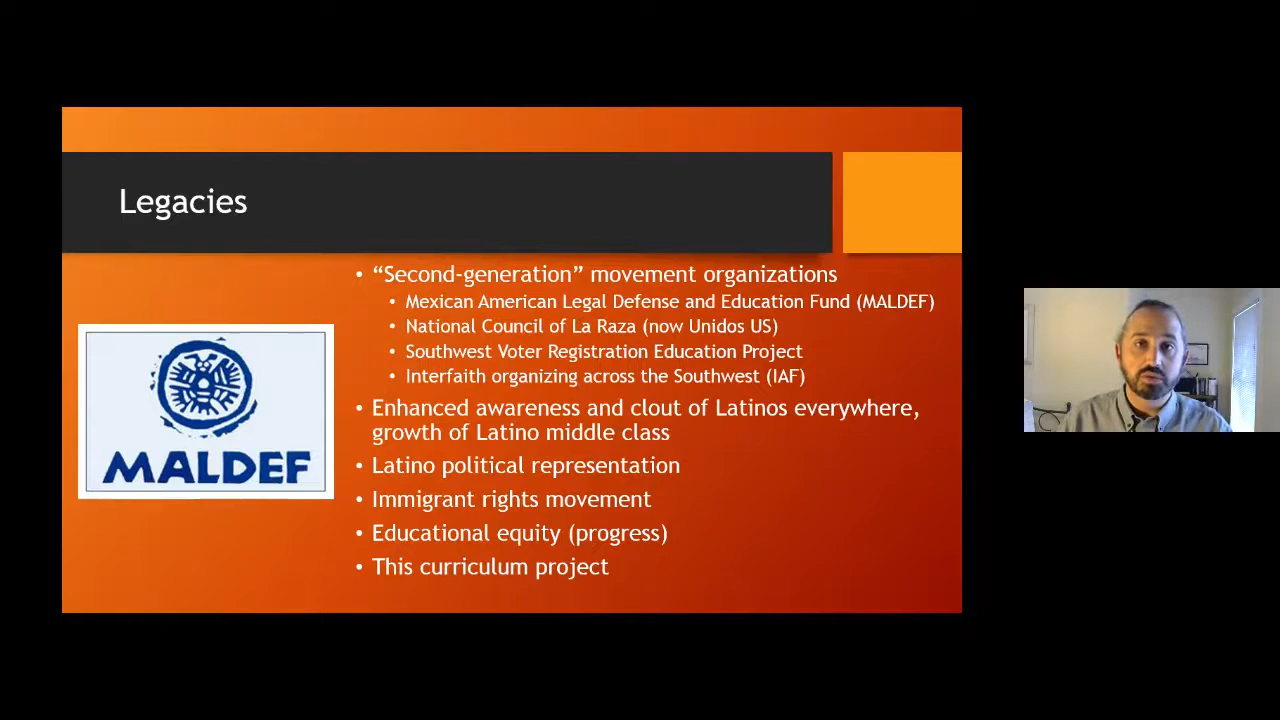 Legacies
• “Second-generation” movement organizations
• Mexican American Legal Defense and Education Fund (MALDEF)
• National Council of La Raza (now Unidos US)
• Southwest Voter Registration Education Project
• Interfaith organizing across the Southwest (IAF)
• Enhanced awareness and clout of Latinos everywhere,
growth of Latino middle class
• Latino political representation
• Immigrant rights movement
• Educational equity (progress)
• This curriculum project
MALDEF